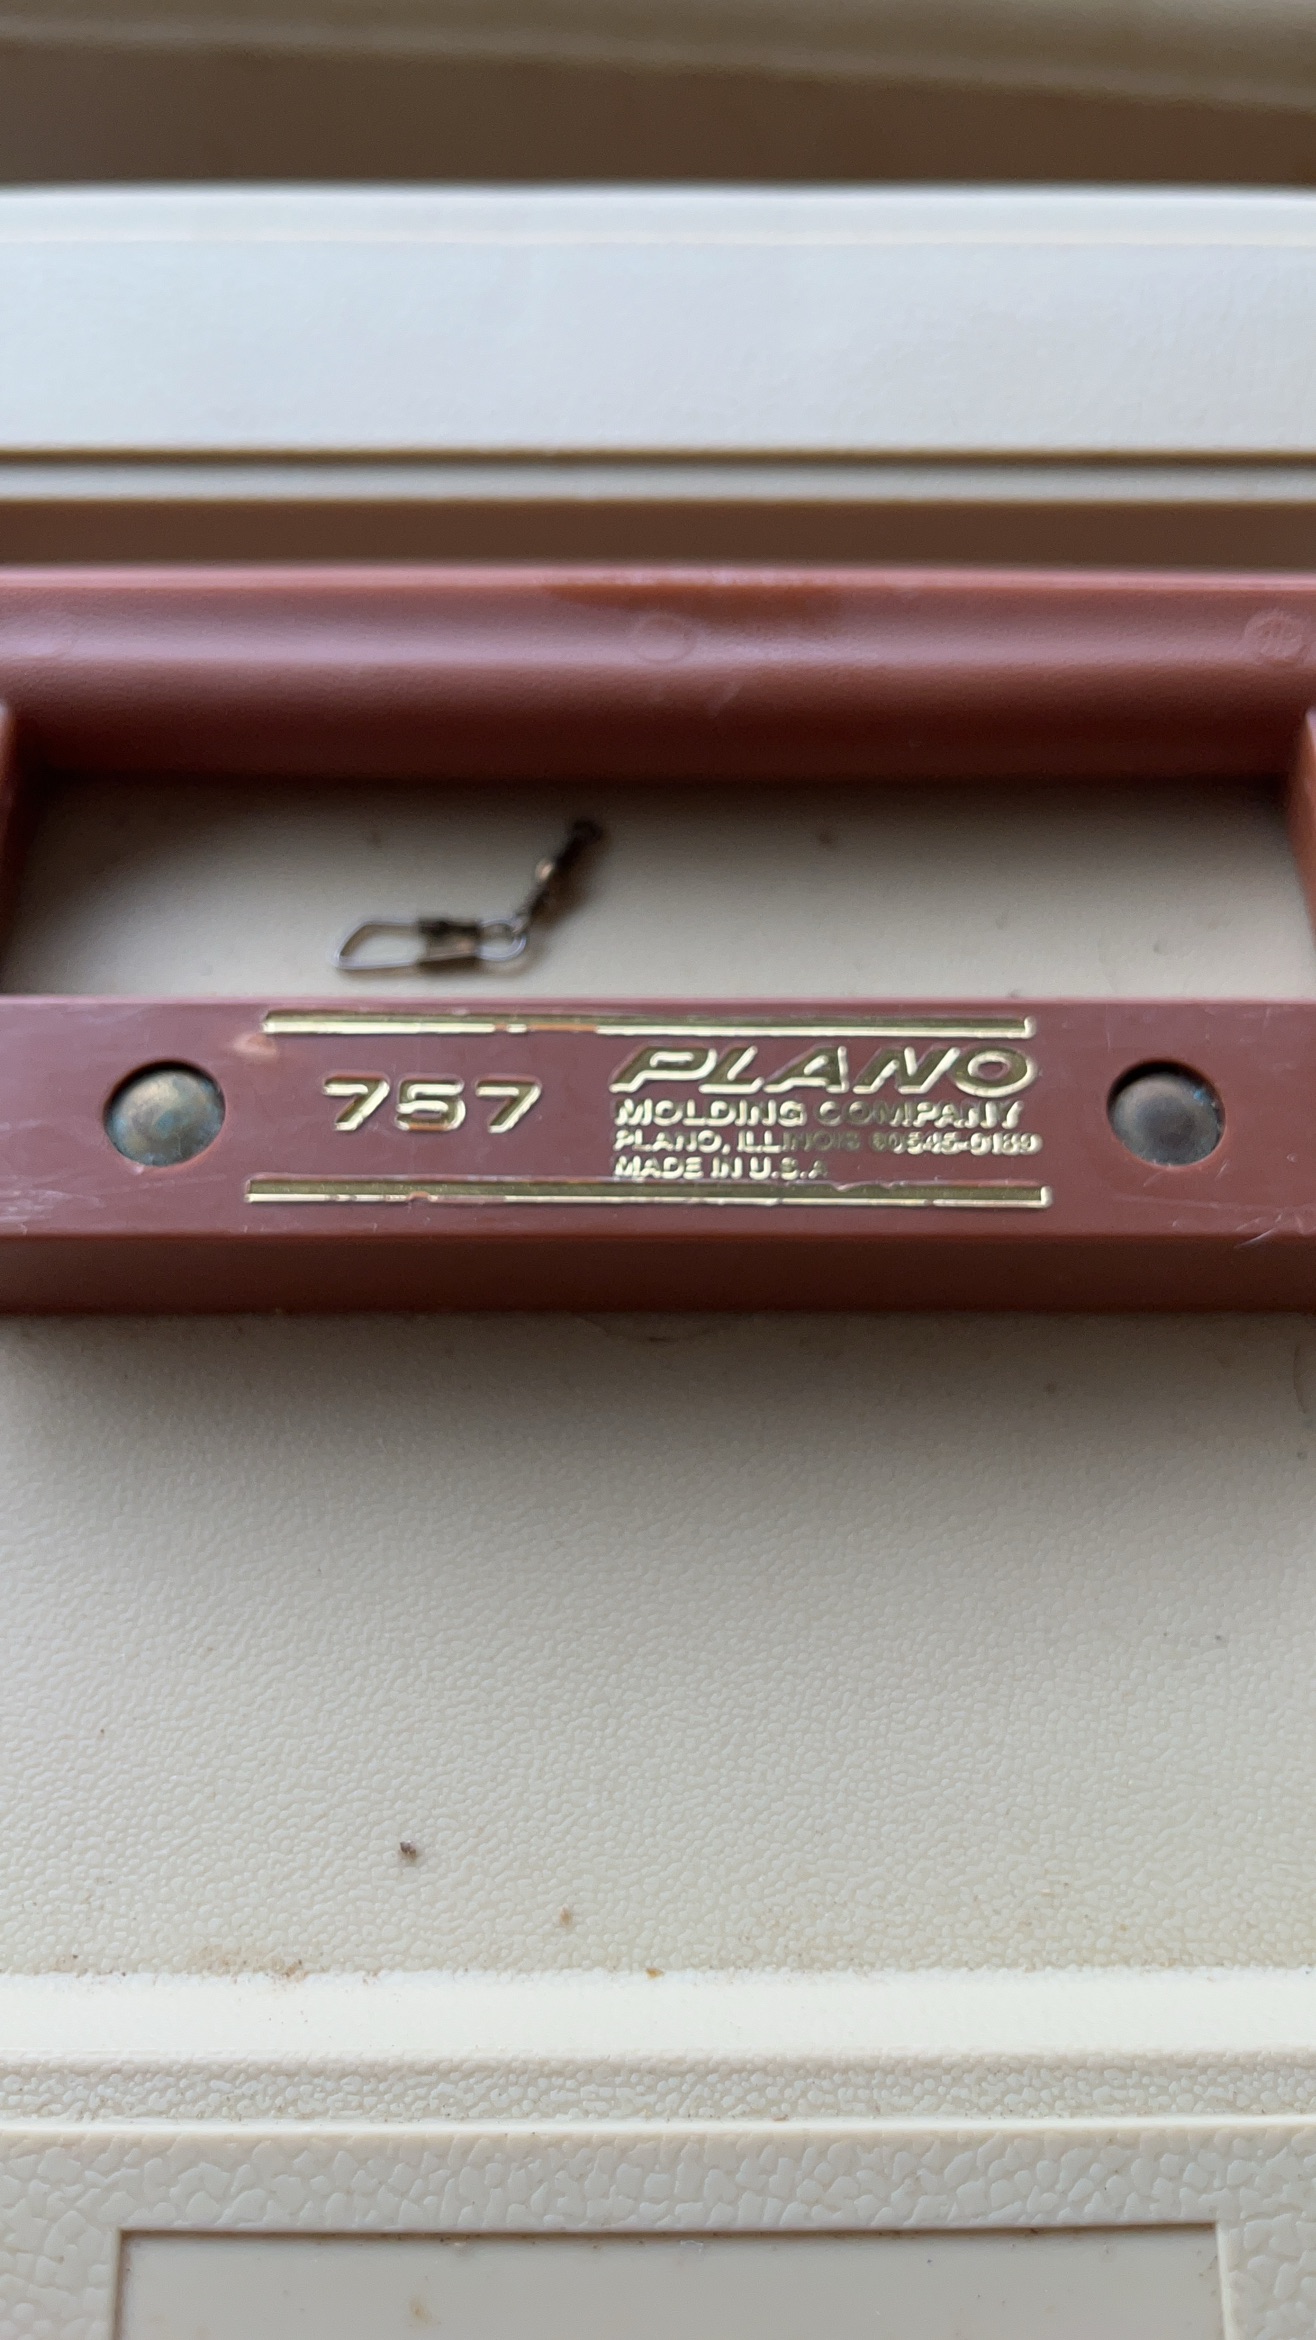 757
PLANO
MOLDING COMPANY
PLANO, ILLINOIS 60545-0189
MADE IN U.S.A